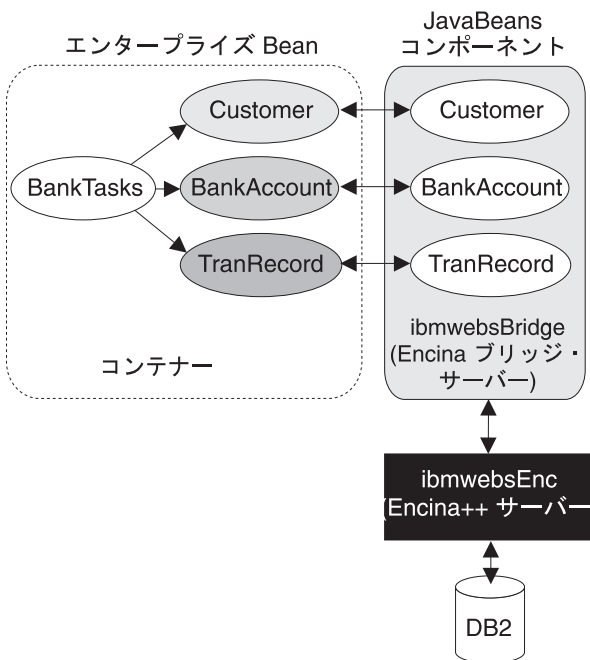 エンタープライズ Bean
JavaBeans
コンポーネント
Customer
Customer
BankTasks
BankAccount
BankAccount
TranRecord
TranRecord
コンテナー
ibmwebsBridge
(Encina ブリッジ・
サーバー)
ibmwebsEnc
(Encina++ サーバー
DB2